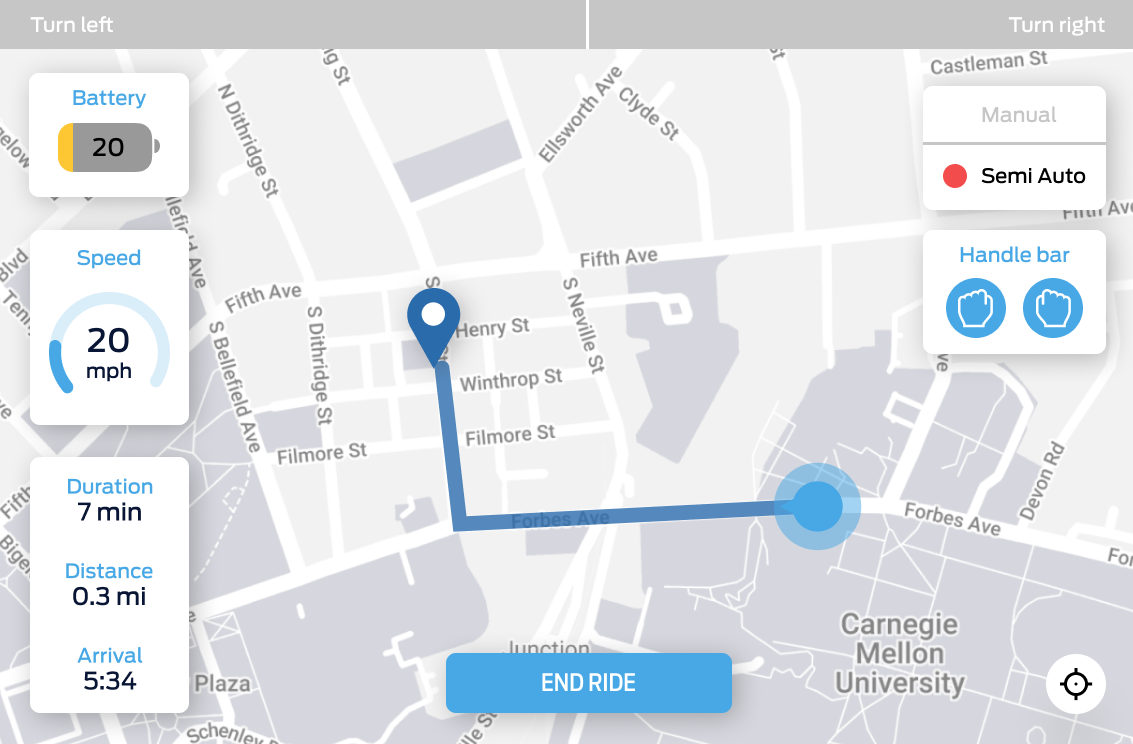 Turn left
Turn right
Castleman St
N Dithridge St
Clyde St
Ellsworth Ave
Battery
20
Manual
Semi Auto
Fifth Ave
Speed
20
mph
Handle bar
Fifth Ave
Fifth Ave
S Bellefield Ave
S Dithridge St
S Neville St
Henry St
Winthrop St
Filmore St
Filmore St
Blvd
Forbes Ave
Forbes Ave
Devon Rd
Duration
7 min
Distance
0.3 mi
Arrival
5:34
Carnegie
Mellon
University
Junction
END RIDE
Plaza